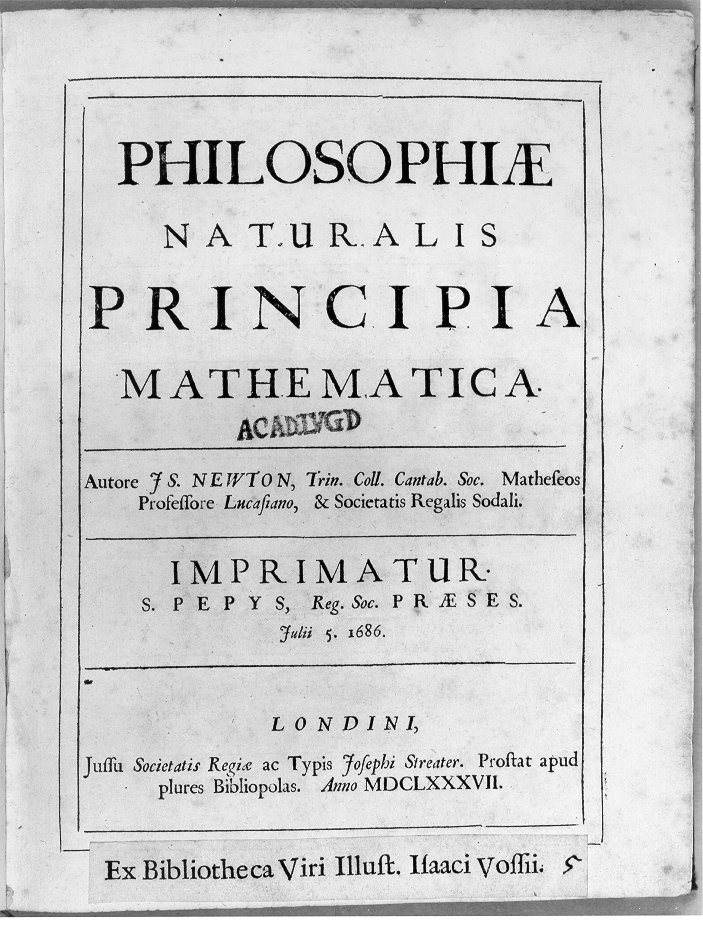 PHILOSOPHIÆ
NATURALIS
PRINCIPIA
MATHEMATICA.
ACAD LVGD
Autore JS. NEWTON, Trin. Coll. Cantab. Soc. Matheſeos
Profeſſore Lucaſiano, & Societatis Regalis Sodali.
IMPRIMATUR.
S. PEPYS, Reg. Soc. PRÆSES.
Julii 5. 1686.
LONDINI,
Juſſu Societatis Regiæ ac Typis Joſephi Streater. Proſtat apud
plures Bibliopolas. Anno MDCLXXXVII.
Ex Bibliotheca Viri Illuſt. Iſaaci Voſſii. 5